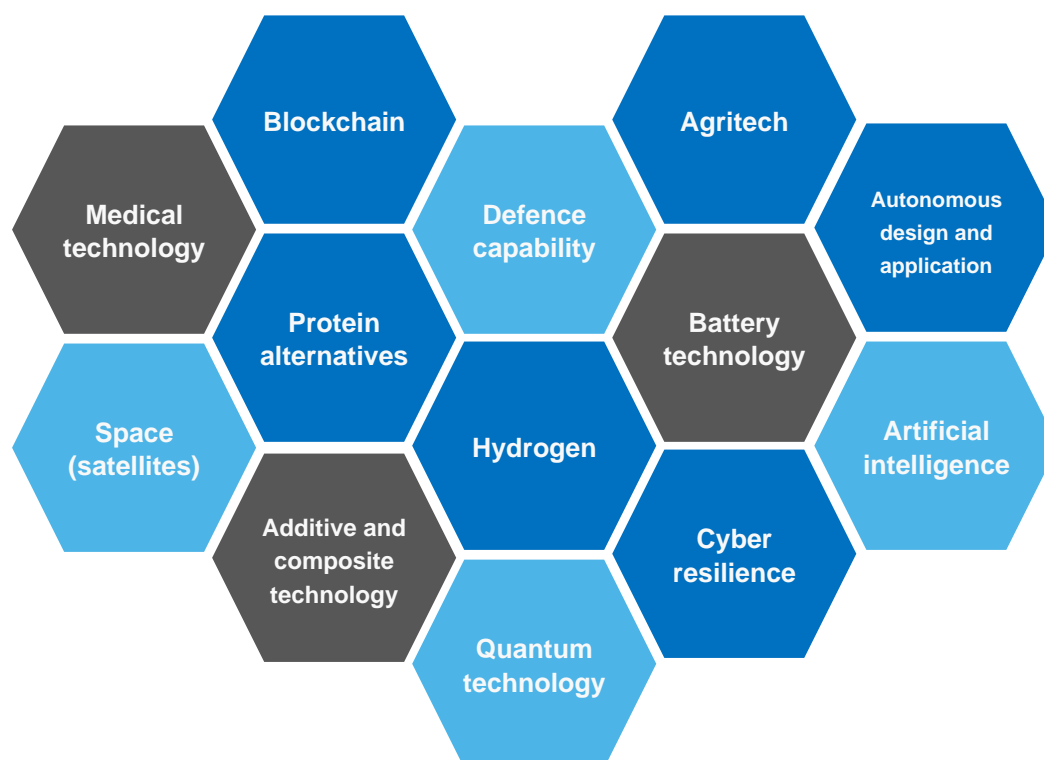 Blockchain
Agritech
Medical
technology
Defence
capability
Autonomous
design and
application
Protein
alternatives
Battery
technology
Space
(satellites)
Hydrogen
Artificial
intelligence
Additive and
composite
technology
Cyber
resilience
Quantum
technology